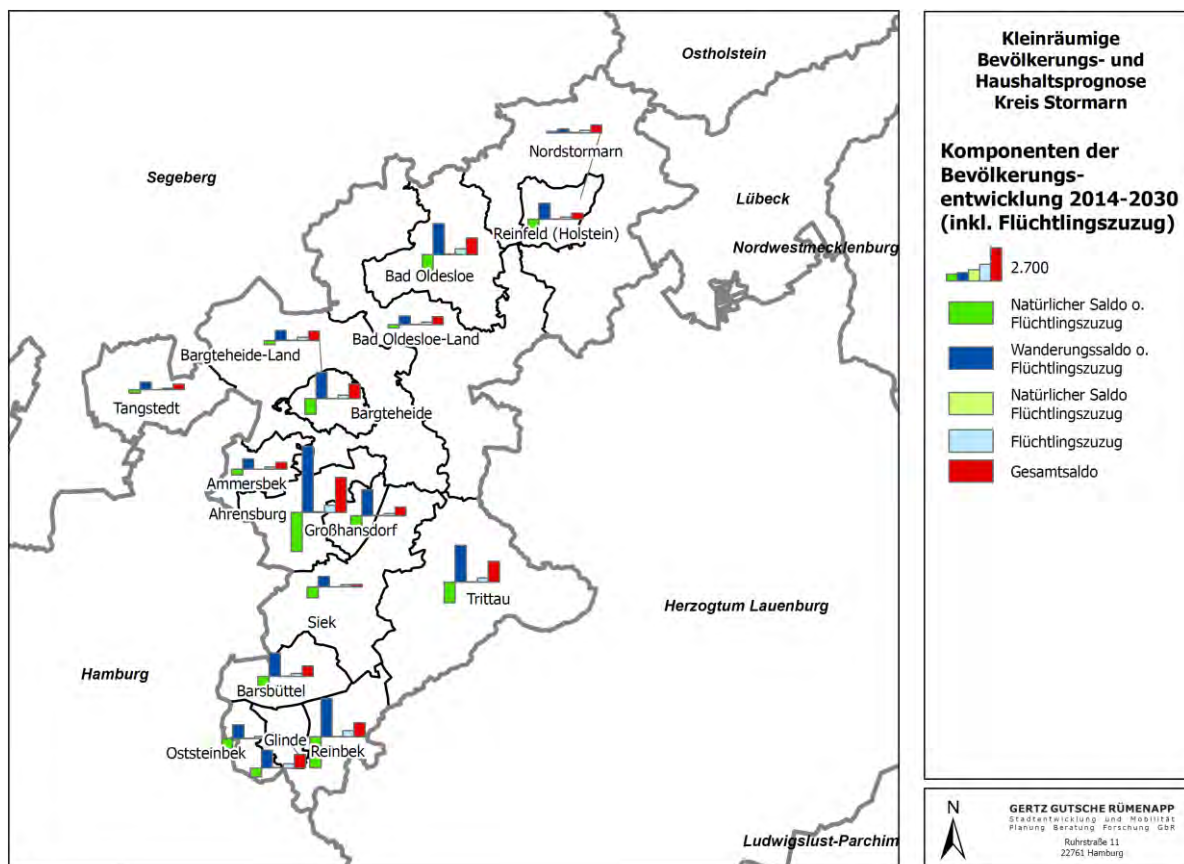 Ostholstein
Nordstormarn
Segeberg
Lübeck
Reinfeld (Holstein)
Nordwestmecklenburg
Bad Oldesloe
Bad Oldesloe-Land
Bargteheide-Land
Tangstedt
Bargteheide
Ammersbek
Ahrensburg
Großhansdorf
Trittau
Herzogtum Lauenburg
Siek
Hamburg
Barsbüttel
Glinde
Oststeinbek
Reinbek
Ludwigslust-Parchim
Kleinräumige
Bevölkerungs- und
Haushaltsprognose
Kreis Stormarn
Komponenten der
Bevölkerungs-
entwicklung 2014-2030
(inkl. Flüchtlingszuzug)
2.700
Natürlicher Saldo o.
Flüchtlingszuzug
Wanderungssaldo o.
Flüchtlingszuzug
Natürlicher Saldo
Flüchtlingszuzug
Flüchtlingszuzug
Gesamtsaldo
N
GERTZ GUTSCHE RÜMENAPP
Stadtentwicklung und Mobilität
Planung Beratung Forschung GbR
Ruhrstraße 11
22761 Hamburg